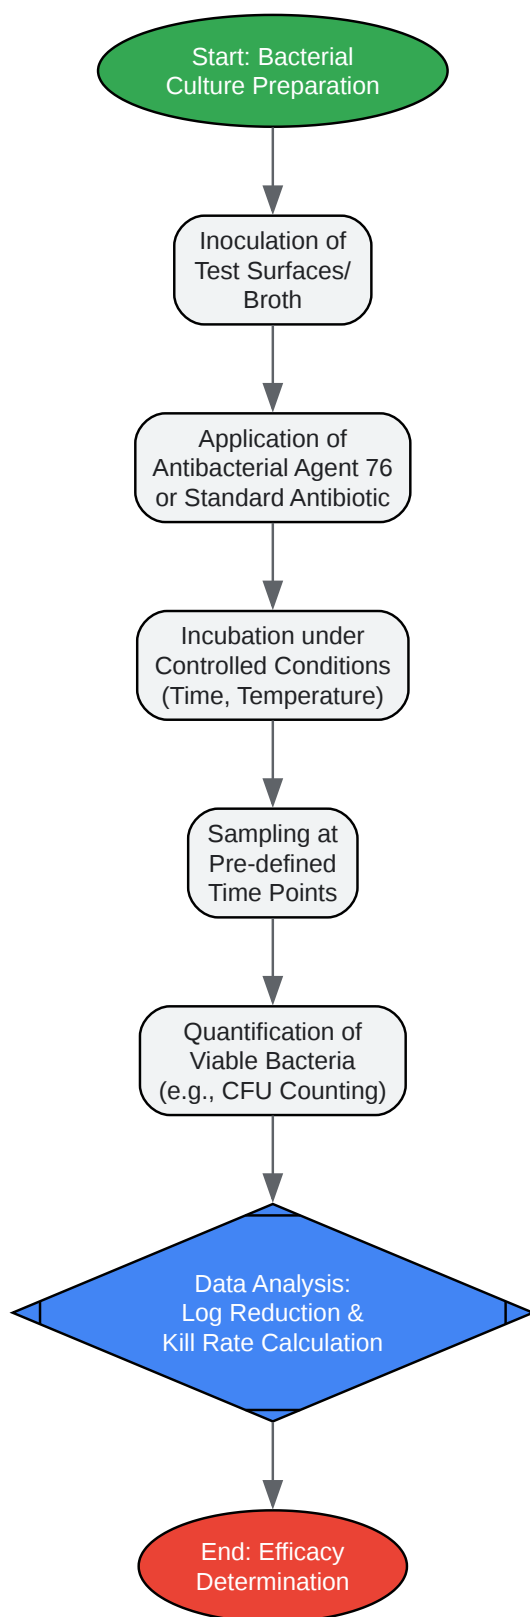 Start: Bacterial
Culture Preparation
Inoculation of
Test Surfaces/
Broth
Application of
Antibacterial Agent 76
or Standard Antibiotic
Incubation under
Controlled Conditions
(Time, Temperature)
Sampling at
Pre-defined
Time Points
Quantification of
Viable Bacteria
(e.g., CFU Counting)
Data Analysis:
Log Reduction &
Kill Rate Calculation
End: Efficacy
Determination